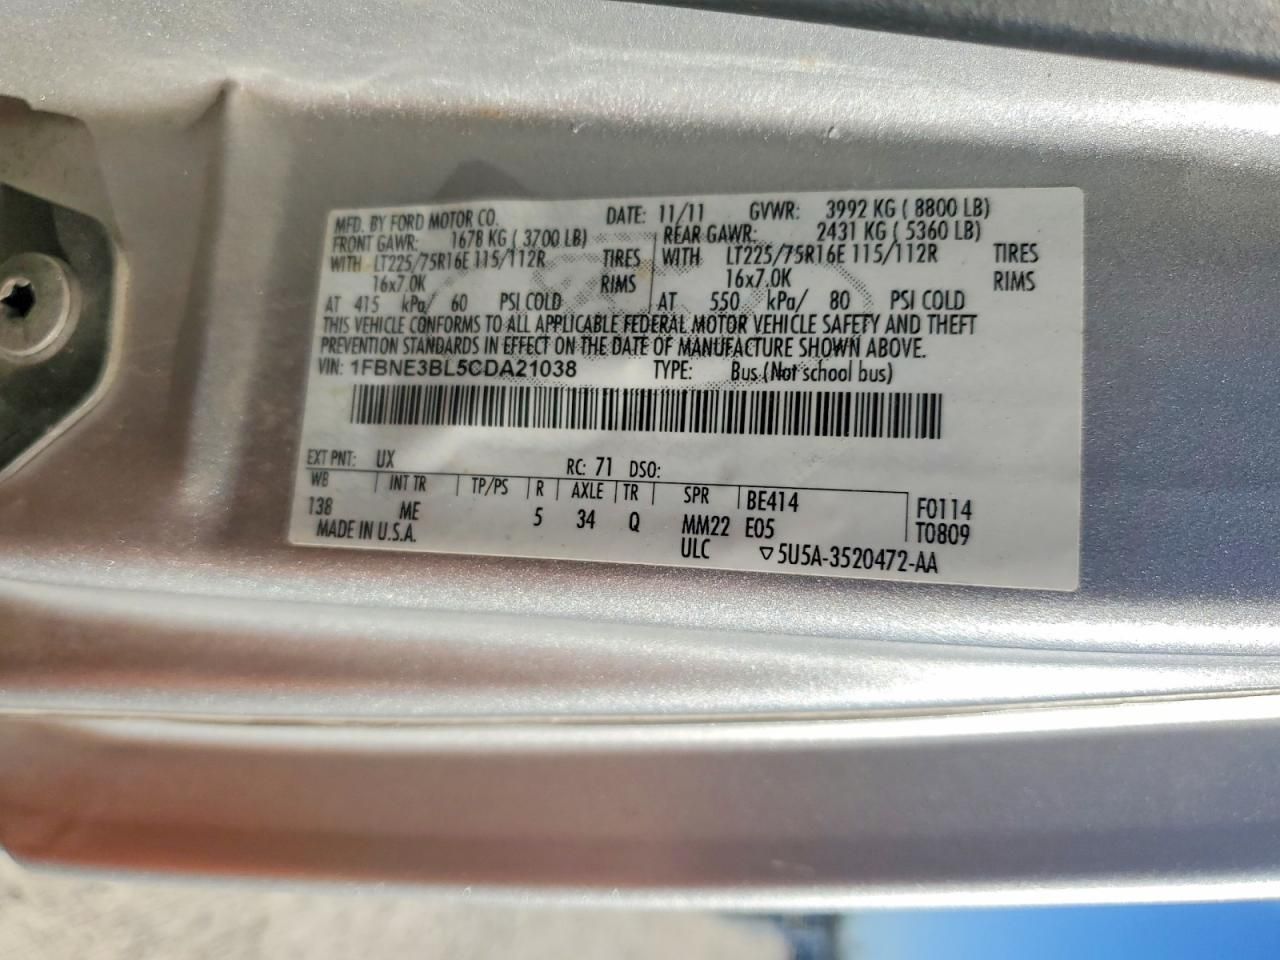 MFD. BY FORD MOTOR CO. DATE: 11/11 GVWR: 3992 KG ( 8800 LB)
FRONT GAWR: 1678 KG ( 3700 LB) REAR GAWR: 2431 KG ( 5360 LB)
WITH LT225/75R16E 115/112R TIRES WITH LT225/75R16E 115/112R TIRES
16x7.0K RIMS 16x7.0K RIMS
AT 415 kPa/ 60 PSI COLD AT 550 kPa/ 80 PSI COLD
THIS VEHICLE CONFORMS TO ALL APPLICABLE FEDERAL MOTOR VEHICLE SAFETY AND THEFT
PREVENTION STANDARDS IN EFFECT ON THE DATE OF MANUFACTURE SHOWN ABOVE.
VIN: 1FBNE3BL5CDA21038 TYPE: Bus (Not school bus)
EXT PNT: UX RC: 71 DSO:
WB INT TR TP/PS R AXLE TR SPR BE414 F0114
138 ME 5 34 Q MM22 E05 T0809
MADE IN U.S.A. ULC ▽5U5A-3520472-AA